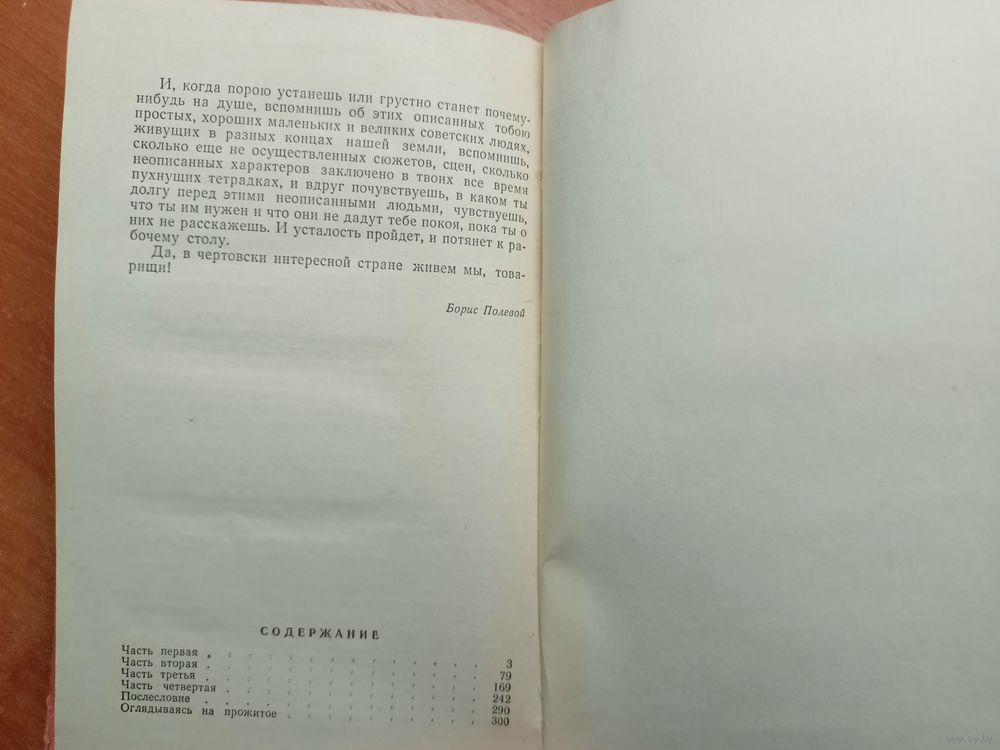 И, когда порою устанешь или грустно станет почему-
нибудь на душе, вспомнишь об этих описанных тобою
простых, хороших маленьких и великих советских людях,
живущих в разных концах нашей земли, вспомнишь,
сколько еще не осуществленных сюжетов, сцен, сколько
неописанных характеров заключено в твоих все время
пухнущих тетрадках, и вдруг почувствуешь, в каком ты
долгу перед этими неописанными людьми, чувствуешь,
что ты им нужен и что они не дадут тебе покоя, пока ты о
них не расскажешь. И усталость пройдет, и потянет к ра-
бочему столу.
Да, в чертовски интересной стране живем мы, това-
рищи!
Борис Полевой
СОДЕРЖАНИЕ
Часть первая . . . . . . . . . . . . . 3
Часть вторая . . . . . . . . . . . . . 79
Часть третья . . . . . . . . . . . . . 169
Часть четвертая . . . . . . . . . . . . 242
Послесловие . . . . . . . . . . . . . 290
Оглядываясь на прожитое . . . . . . . . . 300
www.ay.by